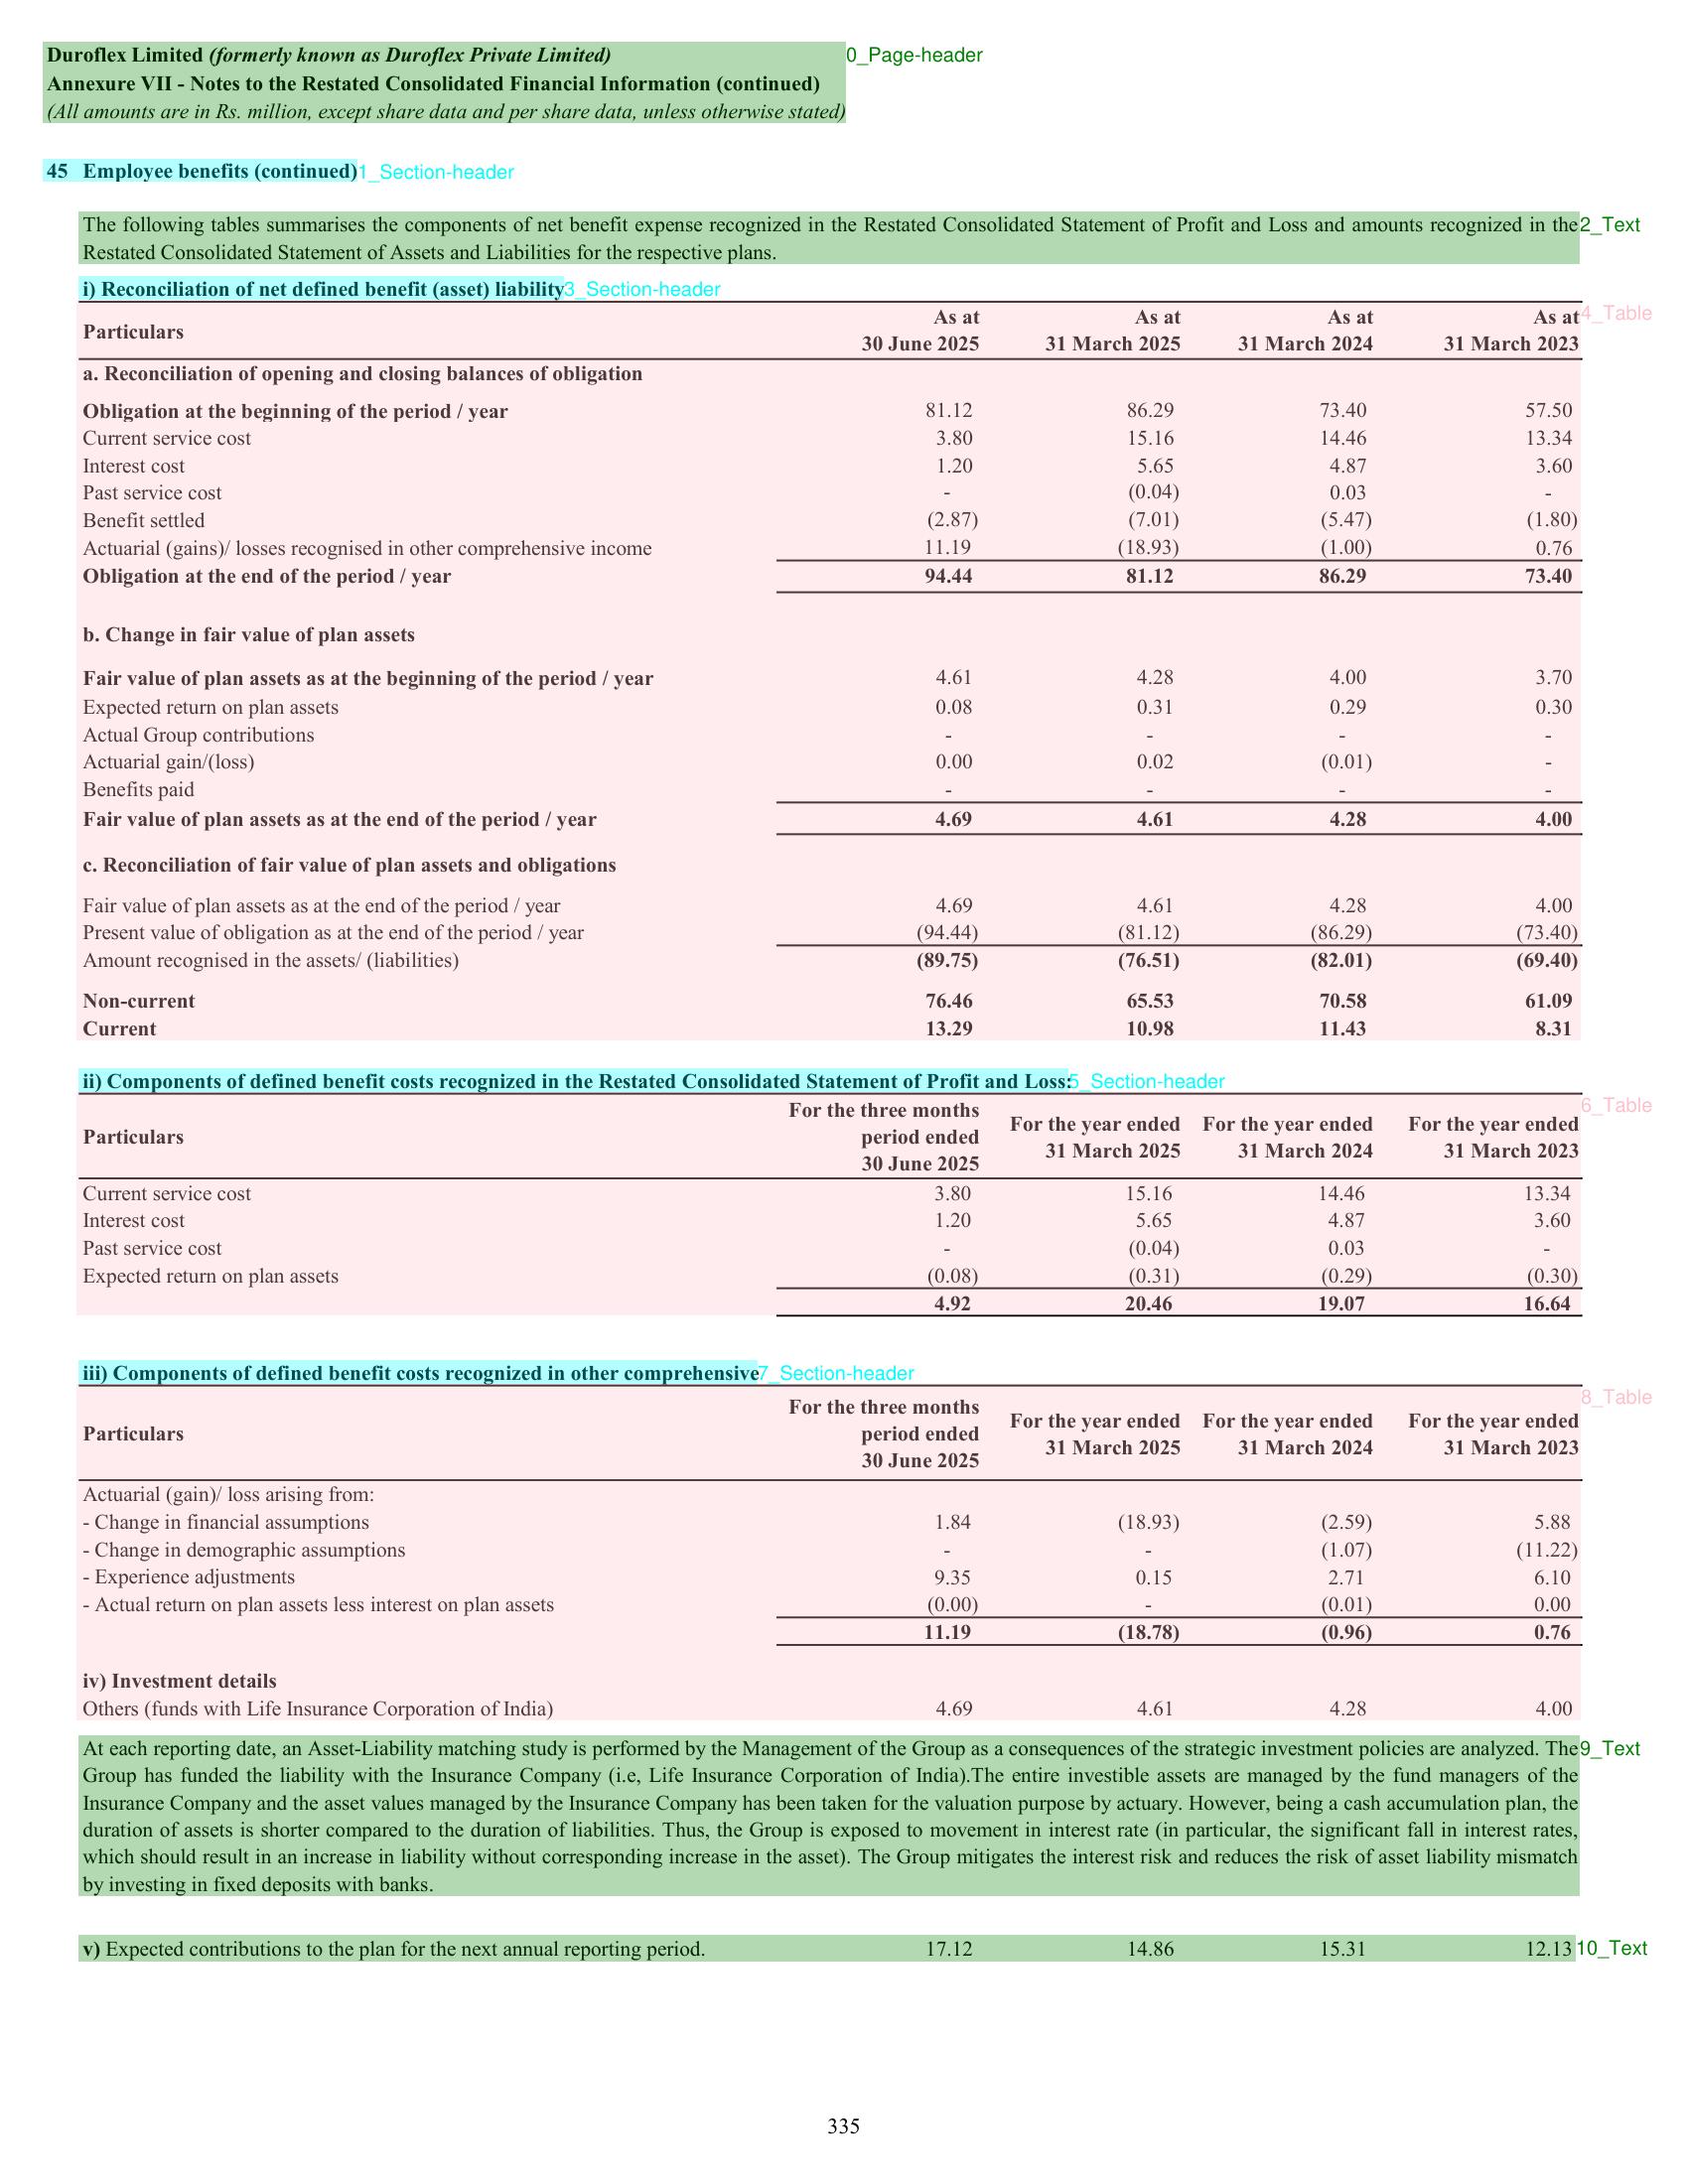 Duroflex Limited (formerly known as Duroflex Private Limited) 0_Page-header
Annexure VII - Notes to the Restated Consolidated Financial Information (continued)
(All amounts are in Rs. million, except share data and per share data, unless otherwise stated)
45 Employee benefits (continued) 1_Section-header
The following tables summarises the components of net benefit expense recognized in the Restated Consolidated Statement of Profit and Loss and amounts recognized in the 2_Text
Restated Consolidated Statement of Assets and Liabilities for the respective plans.
i) Reconciliation of net defined benefit (asset) liability 3_Section-header
Particulars As at 30 June 2025 As at 31 March 2025 As at 31 March 2024 As at 31 March 2023 4_Table
a. Reconciliation of opening and closing balances of obligation
Obligation at the beginning of the period / year 81.12 86.29 73.40 57.50
Current service cost 3.80 15.16 14.46 13.34
Interest cost 1.20 5.65 4.87 3.60
Past service cost - (0.04) 0.03 -
Benefit settled (2.87) (7.01) (5.47) (1.80)
Actuarial (gains)/ losses recognised in other comprehensive income 11.19 (18.93) (1.00) 0.76
Obligation at the end of the period / year 94.44 81.12 86.29 73.40
b. Change in fair value of plan assets
Fair value of plan assets as at the beginning of the period / year 4.61 4.28 4.00 3.70
Expected return on plan assets 0.08 0.31 0.29 0.30
Actual Group contributions - - - -
Actuarial gain/(loss) 0.00 0.02 (0.01) -
Benefits paid - - - -
Fair value of plan assets as at the end of the period / year 4.69 4.61 4.28 4.00
c. Reconciliation of fair value of plan assets and obligations
Fair value of plan assets as at the end of the period / year 4.69 4.61 4.28 4.00
Present value of obligation as at the end of the period / year (94.44) (81.12) (86.29) (73.40)
Amount recognised in the assets/ (liabilities) (89.75) (76.51) (82.01) (69.40)
Non-current 76.46 65.53 70.58 61.09
Current 13.29 10.98 11.43 8.31
ii) Components of defined benefit costs recognized in the Restated Consolidated Statement of Profit and Loss: 5_Section-header
Particulars For the three months period ended 30 June 2025 For the year ended 31 March 2025 For the year ended 31 March 2024 For the year ended 31 March 2023 6_Table
Current service cost 3.80 15.16 14.46 13.34
Interest cost 1.20 5.65 4.87 3.60
Past service cost - (0.04) 0.03 -
Expected return on plan assets (0.08) (0.31) (0.29) (0.30)
4.92 20.46 19.07 16.64
iii) Components of defined benefit costs recognized in other comprehensive 7_Section-header
Particulars For the three months period ended 30 June 2025 For the year ended 31 March 2025 For the year ended 31 March 2024 For the year ended 31 March 2023 8_Table
Actuarial (gain)/ loss arising from:
- Change in financial assumptions 1.84 (18.93) (2.59) 5.88
- Change in demographic assumptions - - (1.07) (11.22)
- Experience adjustments 9.35 0.15 2.71 6.10
- Actual return on plan assets less interest on plan assets (0.00) - (0.01) 0.00
11.19 (18.78) (0.96) 0.76
iv) Investment details
Others (funds with Life Insurance Corporation of India) 4.69 4.61 4.28 4.00
At each reporting date, an Asset-Liability matching study is performed by the Management of the Group as a consequences of the strategic investment policies are analyzed. The 9_Text
Group has funded the liability with the Insurance Company (i.e, Life Insurance Corporation of India).The entire investible assets are managed by the fund managers of the
Insurance Company and the asset values managed by the Insurance Company has been taken for the valuation purpose by actuary. However, being a cash accumulation plan, the
duration of assets is shorter compared to the duration of liabilities. Thus, the Group is exposed to movement in interest rate (in particular, the significant fall in interest rates,
which should result in an increase in liability without corresponding increase in the asset). The Group mitigates the interest risk and reduces the risk of asset liability mismatch
by investing in fixed deposits with banks.
v) Expected contributions to the plan for the next annual reporting period. 17.12 14.86 15.31 12.13 10_Text
335